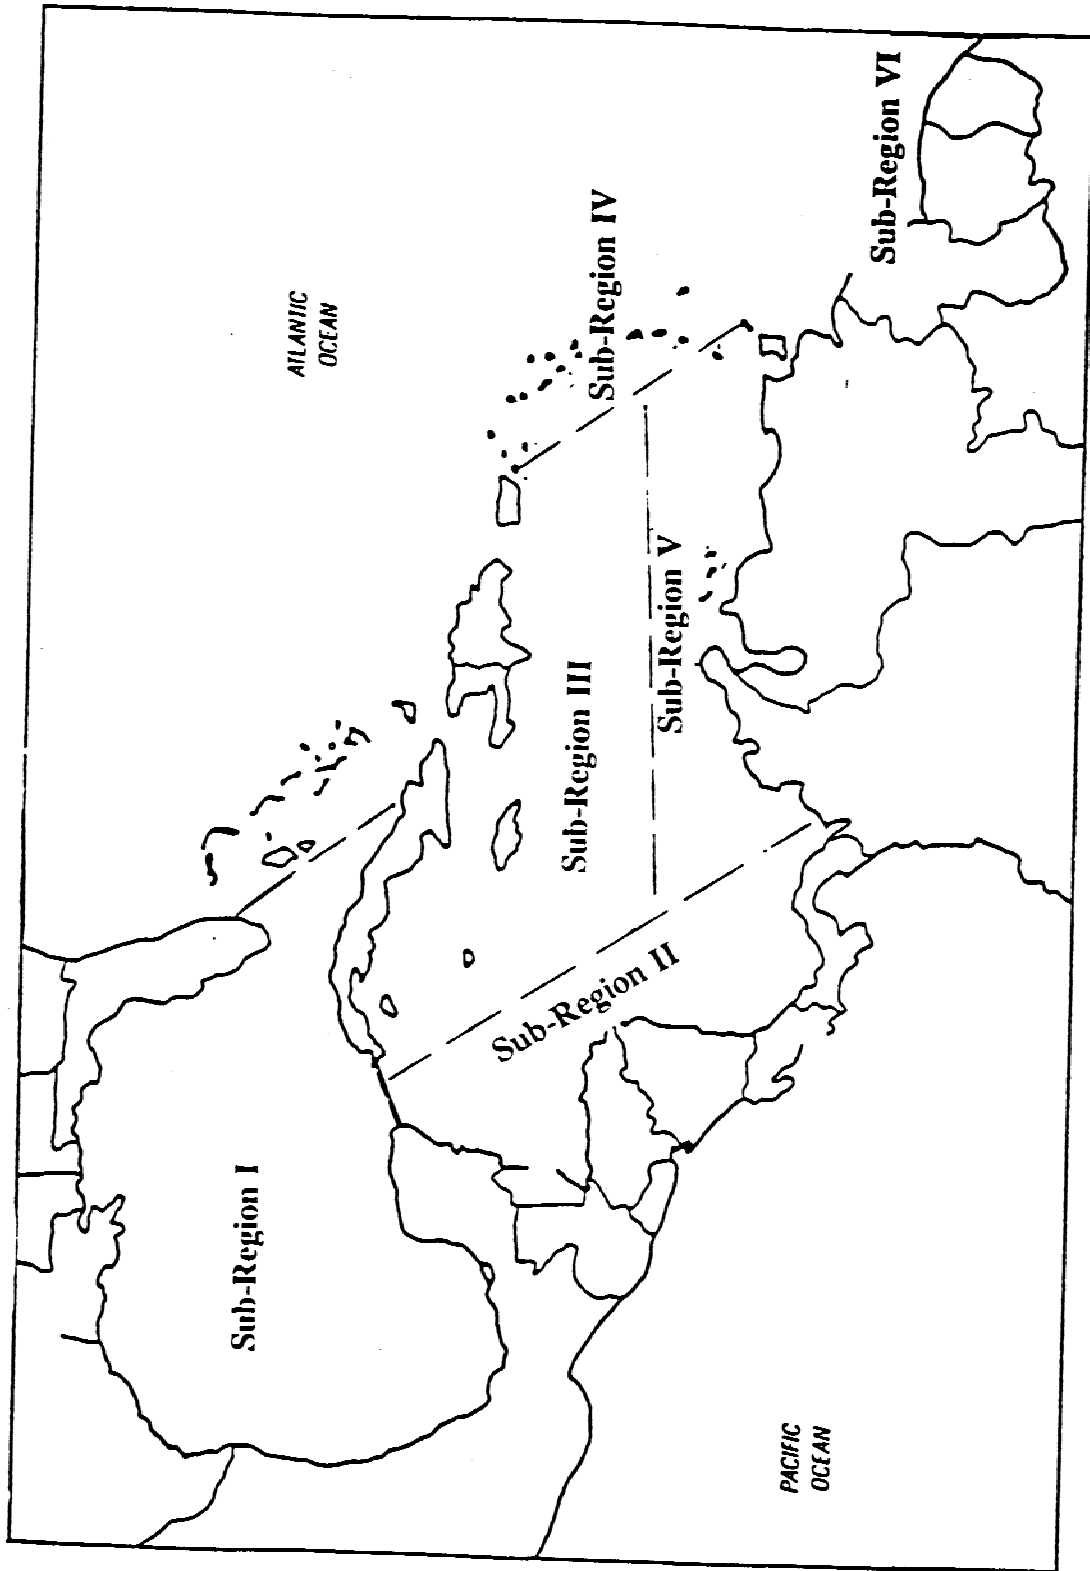 ATLANTIC
OCEAN
Sub-Region I
Sub-Region II
Sub-Region III
Sub-Region IV
Sub-Region V
Sub-Region VI
PACIFIC
OCEAN